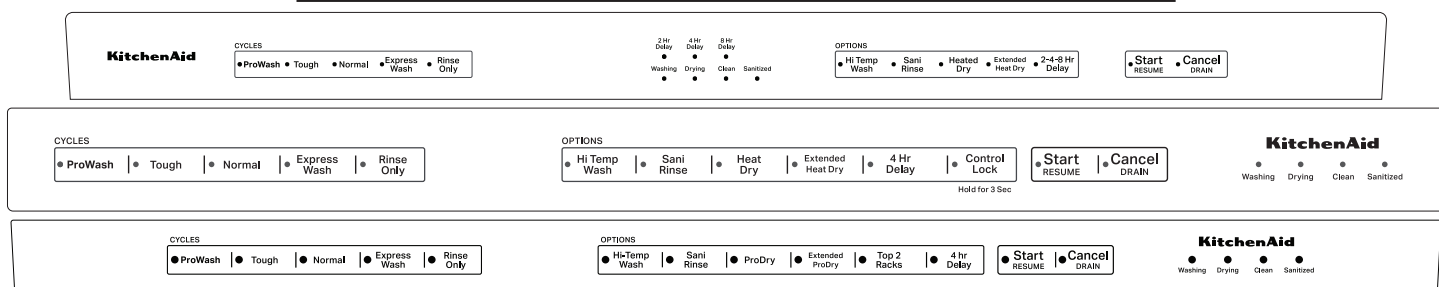 KitchenAid
CYCLES
ProWash Tough Normal Express Wash Rinse Only
2 Hr Delay 4 Hr Delay 8 Hr Delay
Washing Drying Clean Sanitized
OPTIONS
Hi Temp Wash Sani Rinse Heated Dry Extended Heat Dry 2-4-8 Hr Delay
Start RESUME Cancel DRAIN
CYCLES
ProWash Tough Normal Express Wash Rinse Only
OPTIONS
Hi Temp Wash Sani Rinse Heat Dry Extended Heat Dry 4 Hr Delay Control Lock
Hold for 3 Sec
Start RESUME Cancel DRAIN
KitchenAid
Washing Drying Clean Sanitized
CYCLES
ProWash Tough Normal Express Wash Rinse Only
OPTIONS
Hi-Temp Wash Sani Rinse ProDry Extended ProDry Top 2 Racks 4 hr Delay
Start RESUME Cancel DRAIN
KitchenAid
Washing Drying Clean Sanitized